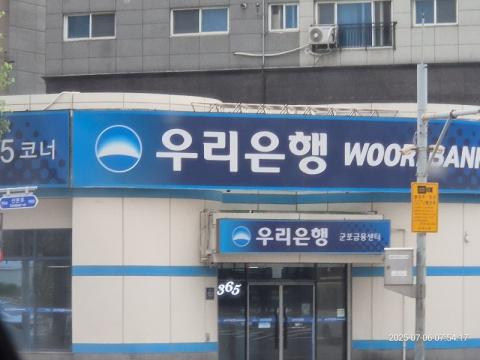 5 코너
우리은행 WOORI BANK
우리은행 군포금융센터
365
2025-07-06 07:54:17